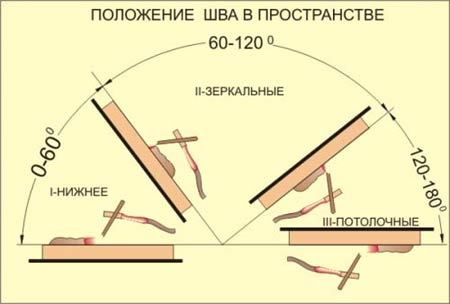 ПОЛОЖЕНИЕ ШВА В ПРОСТРАНСТВЕ
60-120⁰
II-ЗЕРКАЛЬНЫЕ
0-60⁰
120-180⁰
I-НИЖНЕЕ
III-ПОТОЛОЧНЫЕ